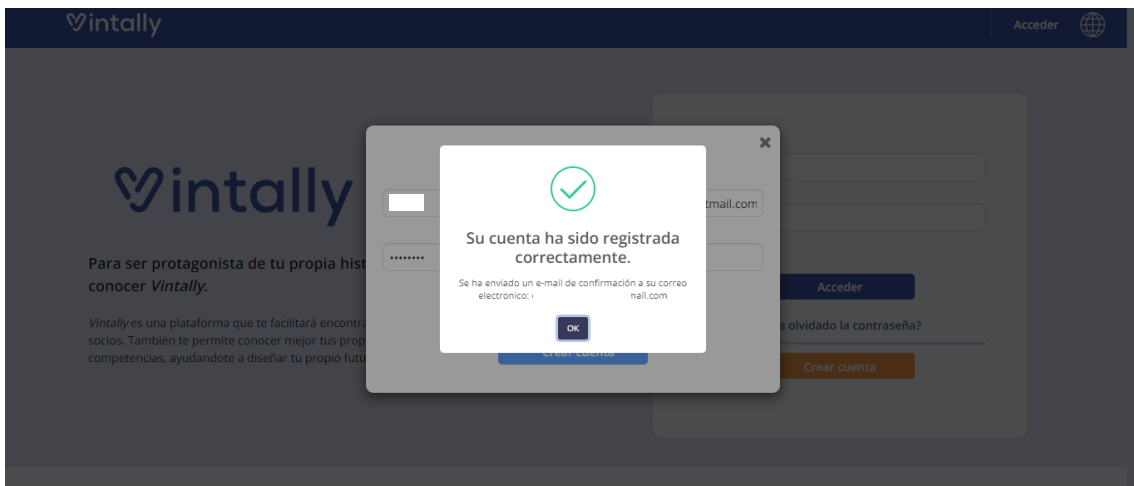 Vintally
Acceder
Vintally
tmail.com
Su cuenta ha sido registrada
correctamente.
Se ha enviado un e-mail de confirmación a su correo
electronico: nail.com
OK
Para ser protagonista de tu propia hist
conocer Vintally.
Vintally es una plataforma que te facilitará encontra
socios. También te permite conocer mejor tus prop
competencias, ayudandote a diseñar tu propio futu
Crear cuenta
Acceder
s olvidado la contraseña?
Crear cuenta